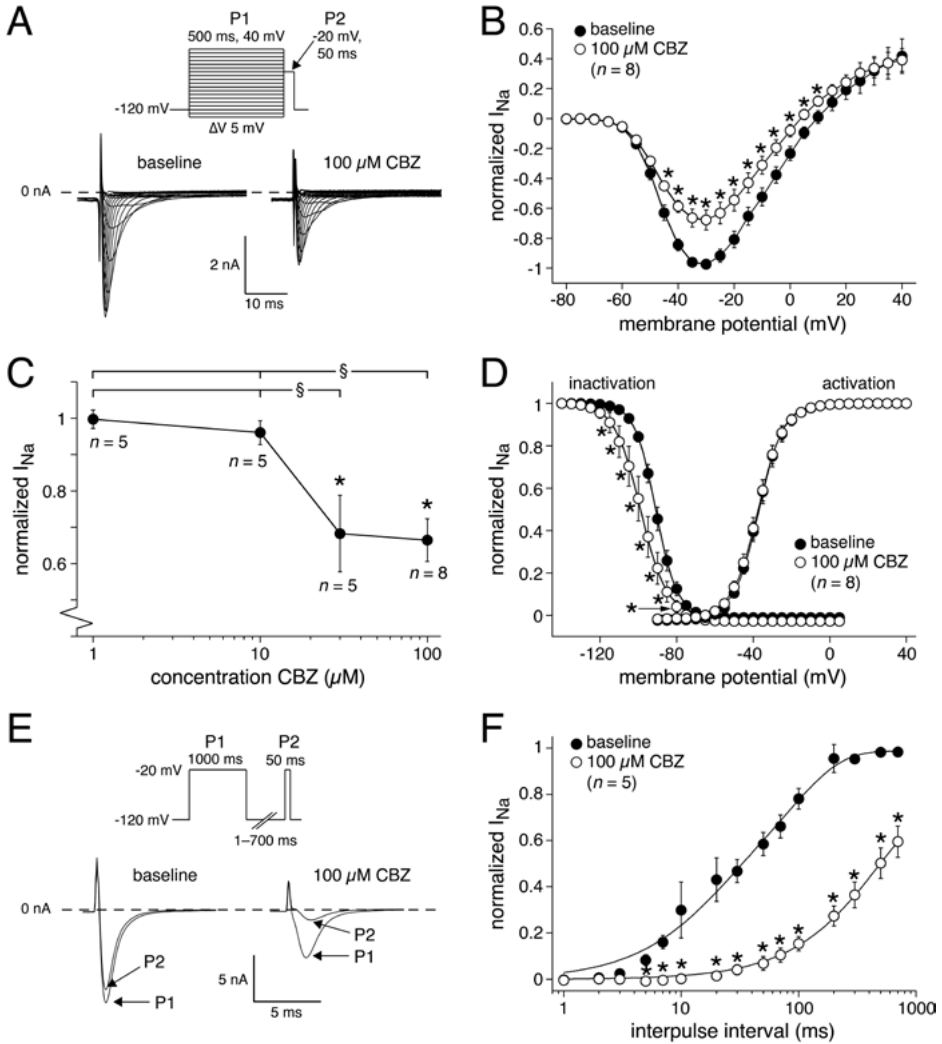 A
P1
500 ms, 40 mV
P2
-20 mV,
50 ms
-120 mV
ΔV 5 mV
baseline
100 µM CBZ
0 nA
2 nA
10 ms
B
baseline
100 µM CBZ
(n = 8)
normalized INa
0.6
0.4
0.2
0
-0.2
-0.4
-0.6
-0.8
-1
* * * * * * * * * * *
-80 -60 -40 -20 0 20 40
membrane potential (mV)
C
§
§
normalized INa
1
0.8
0.6
n = 5
n = 5
*
n = 5
*
n = 8
1 10 100
concentration CBZ (µM)
D
inactivation
activation
normalized INa
1
0.8
0.6
0.4
0.2
0
* * * * * * * *
baseline
100 µM CBZ
(n = 8)
-120 -80 -40 0 40
membrane potential (mV)
E
P1
1000 ms
P2
50 ms
-20 mV
-120 mV
1–700 ms
baseline
100 µM CBZ
0 nA
P2
P1
P2
P1
5 nA
5 ms
F
baseline
100 µM CBZ
(n = 5)
normalized INa
1
0.8
0.6
0.4
0.2
0
* * * * * * * * * * * *
1 10 100 1000
interpulse interval (ms)